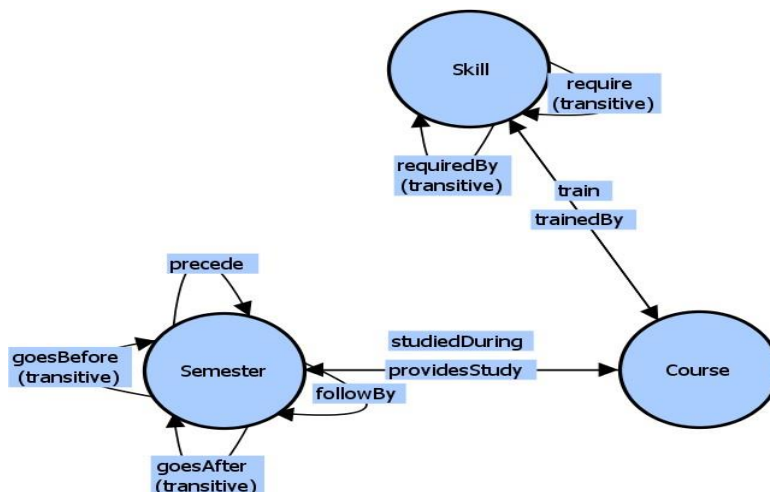 Skill
require
(transitive)
requiredBy
(transitive)
train
trainedBy
precede
goesBefore
(transitive)
Semester
studiedDuring
providesStudy
followBy
Course
goesAfter
(transitive)